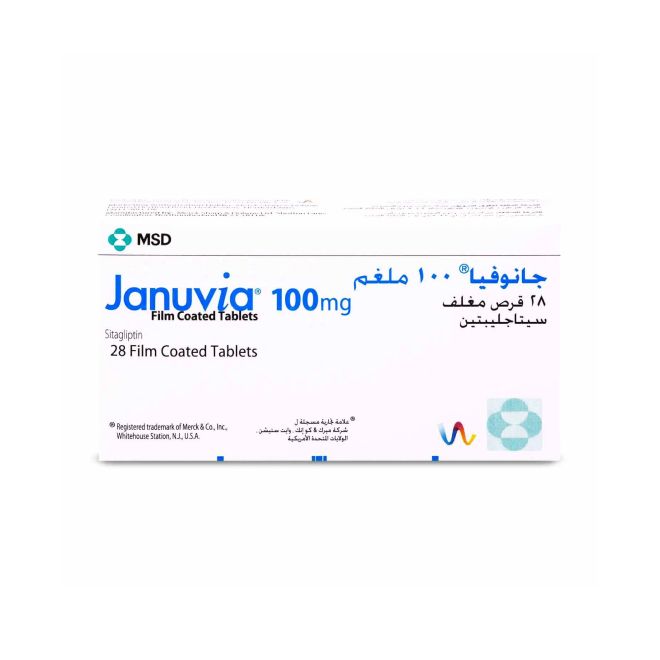 MSD
Januvia® 100mg
Film Coated Tablets
Sitagliptin
28 Film Coated Tablets
جانوفيا® ١٠٠ ملغم
٢٨ قرص مغلف
سيتاجليبتين
® Registered trademark of Merck & Co., Inc.,
Whitehouse Station, N.J., U.S.A.
® علامة تجارية مسجلة ل
شركة ميرك & كو إنك. وايت ستيشن.
الولايات المتحدة الأمريكية